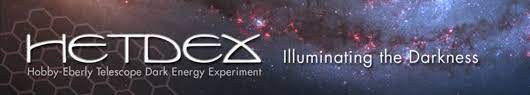 HETDEX
Hobby-Eberly Telescope Dark Energy Experiment
Illuminating the Darkness